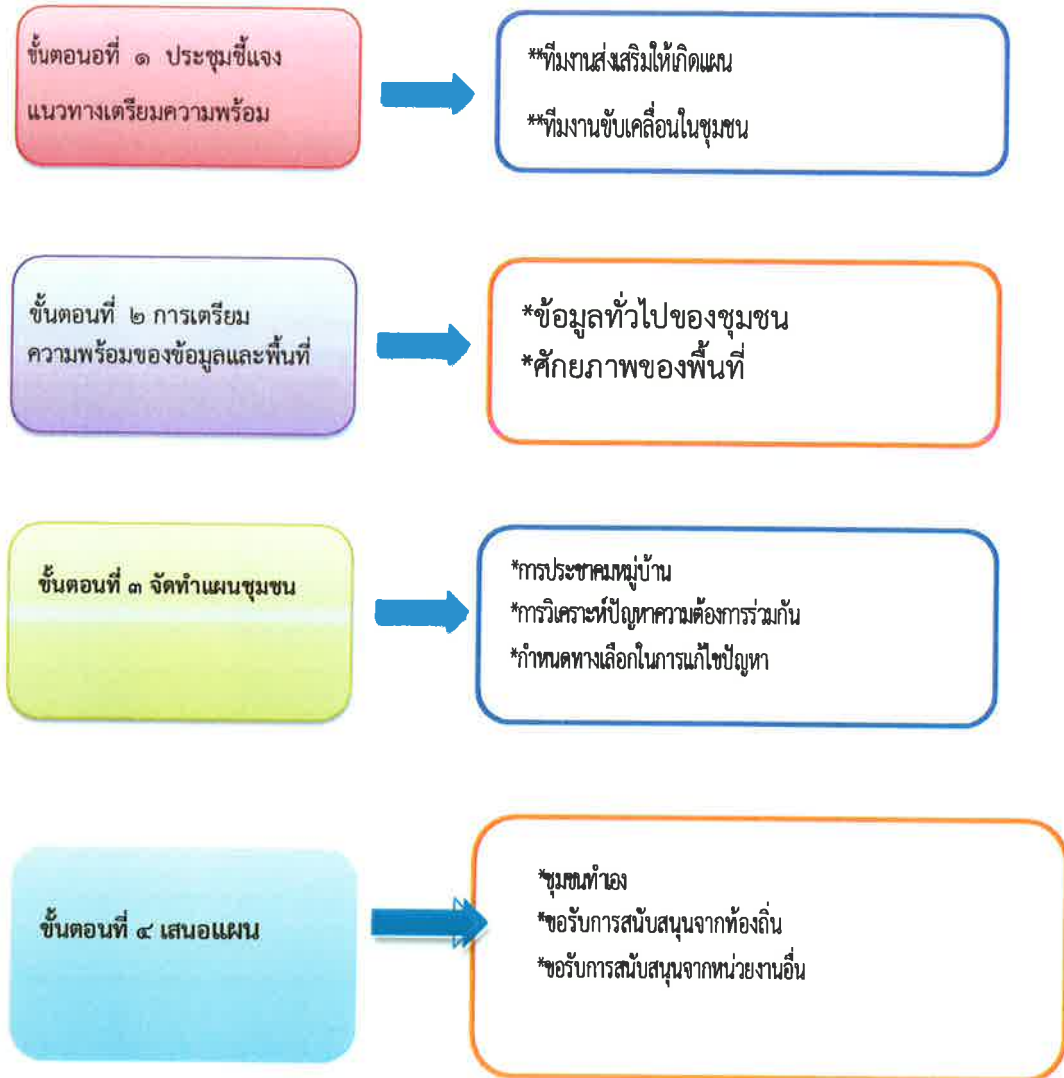 ขั้นตอนอที่ ๑ ประชุมชี้แจง
แนวทางเตรียมความพร้อม
**ทีมงานส่งเสริมให้เกิดแผน
**ทีมงานขับเคลื่อนในชุมชน
ขั้นตอนที่ ๒ การเตรียม
ความพร้อมของข้อมูลและพื้นที่
*ข้อมูลทั่วไปของชุมชน
*ศักยภาพของพื้นที่
ขั้นตอนที่ ๓ จัดทำแผนชุมชน
*การประชาคมหมู่บ้าน
*การวิเคราะห์ปัญหาความต้องการร่วมกัน
*กำหนดทางเลือกในการแก้ไขปัญหา
ขั้นตอนที่ ๔ เสนอแผน
*ชุมชนทำเอง
*ขอรับการสนับสนุนจากท้องถิ่น
*ขอรับการสนับสนุนจากหน่วยงานอื่น